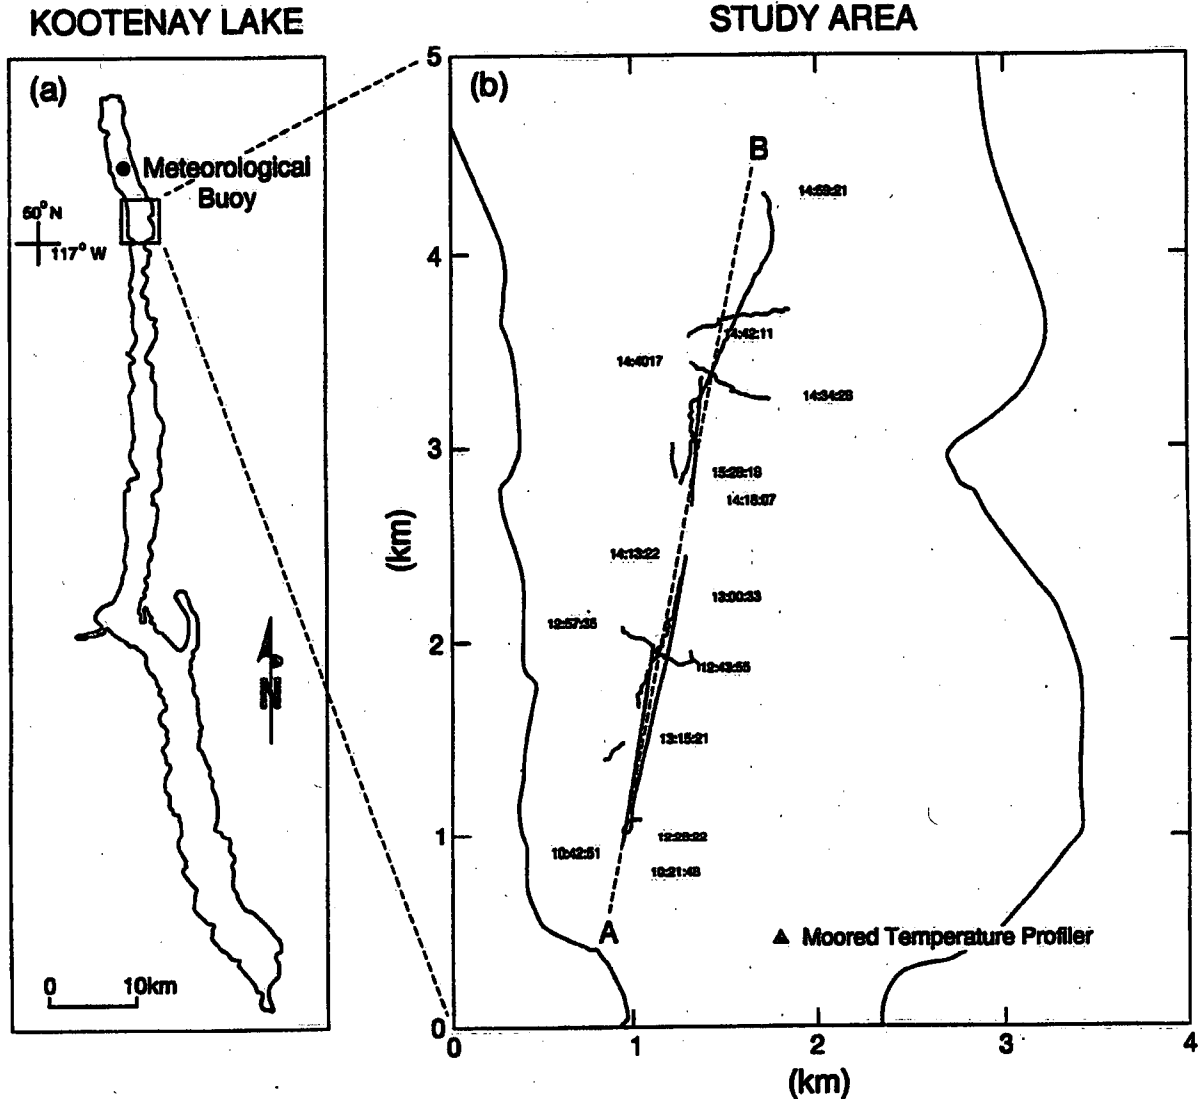 KOOTENAY LAKE
STUDY AREA
(a)
Meteorological
Buoy
50° N
117° W
N
0 10km
(b)
5
4
3
2
1
0
(km)
B
14:59:21
14:42:11
14:4017
14:34:28
15:28:19
14:18:07
14:13:22
13:00:33
12:57:35
12:43:55
13:15:21
12:28:22
10:42:51
10:21:48
A
Moored Temperature Profiler
0 1 2 3 4
(km)